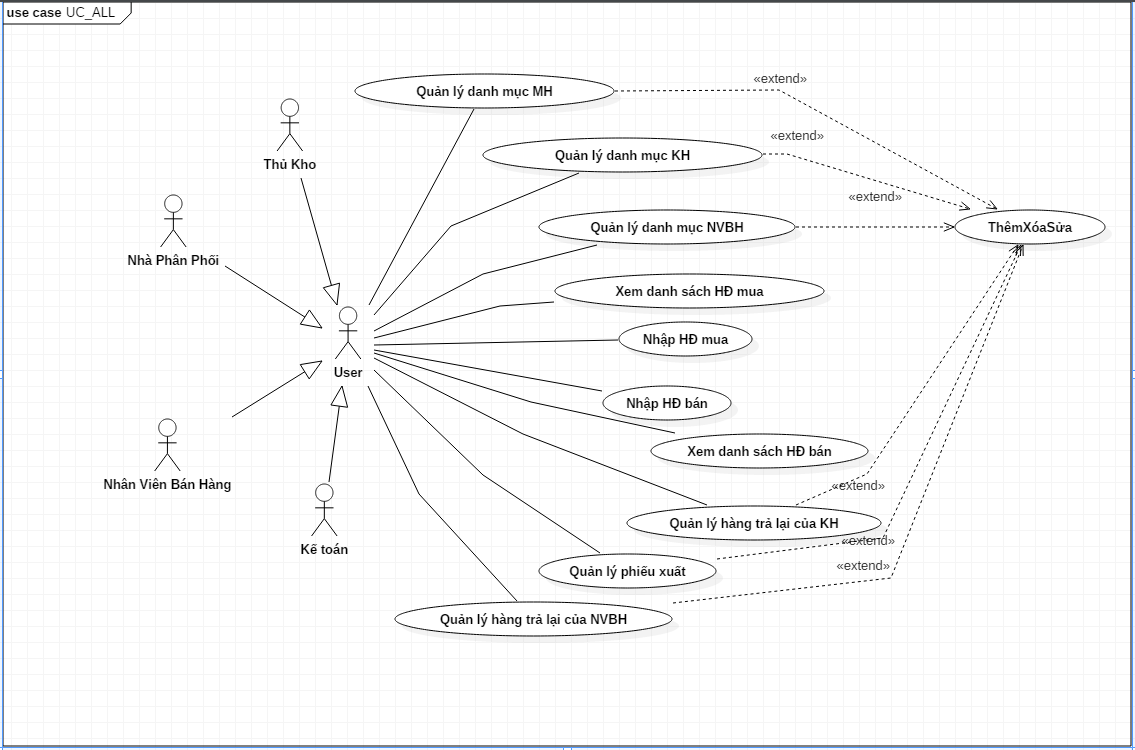 use case UC_ALL
Quản lý danh mục MH
«extend»
Thủ Kho
Quản lý danh mục KH
«extend»
«extend»
Nhà Phân Phối
Quản lý danh mục NVBH
ThêmXóaSửa
Xem danh sách HĐ mua
Nhập HĐ mua
User
Nhập HĐ bán
Xem danh sách HĐ bán
Nhân Viên Bán Hàng
«extend»
Kế toán
Quản lý hàng trả lại của KH
«extend»
Quản lý phiếu xuất
«extend»
Quản lý hàng trả lại của NVBH